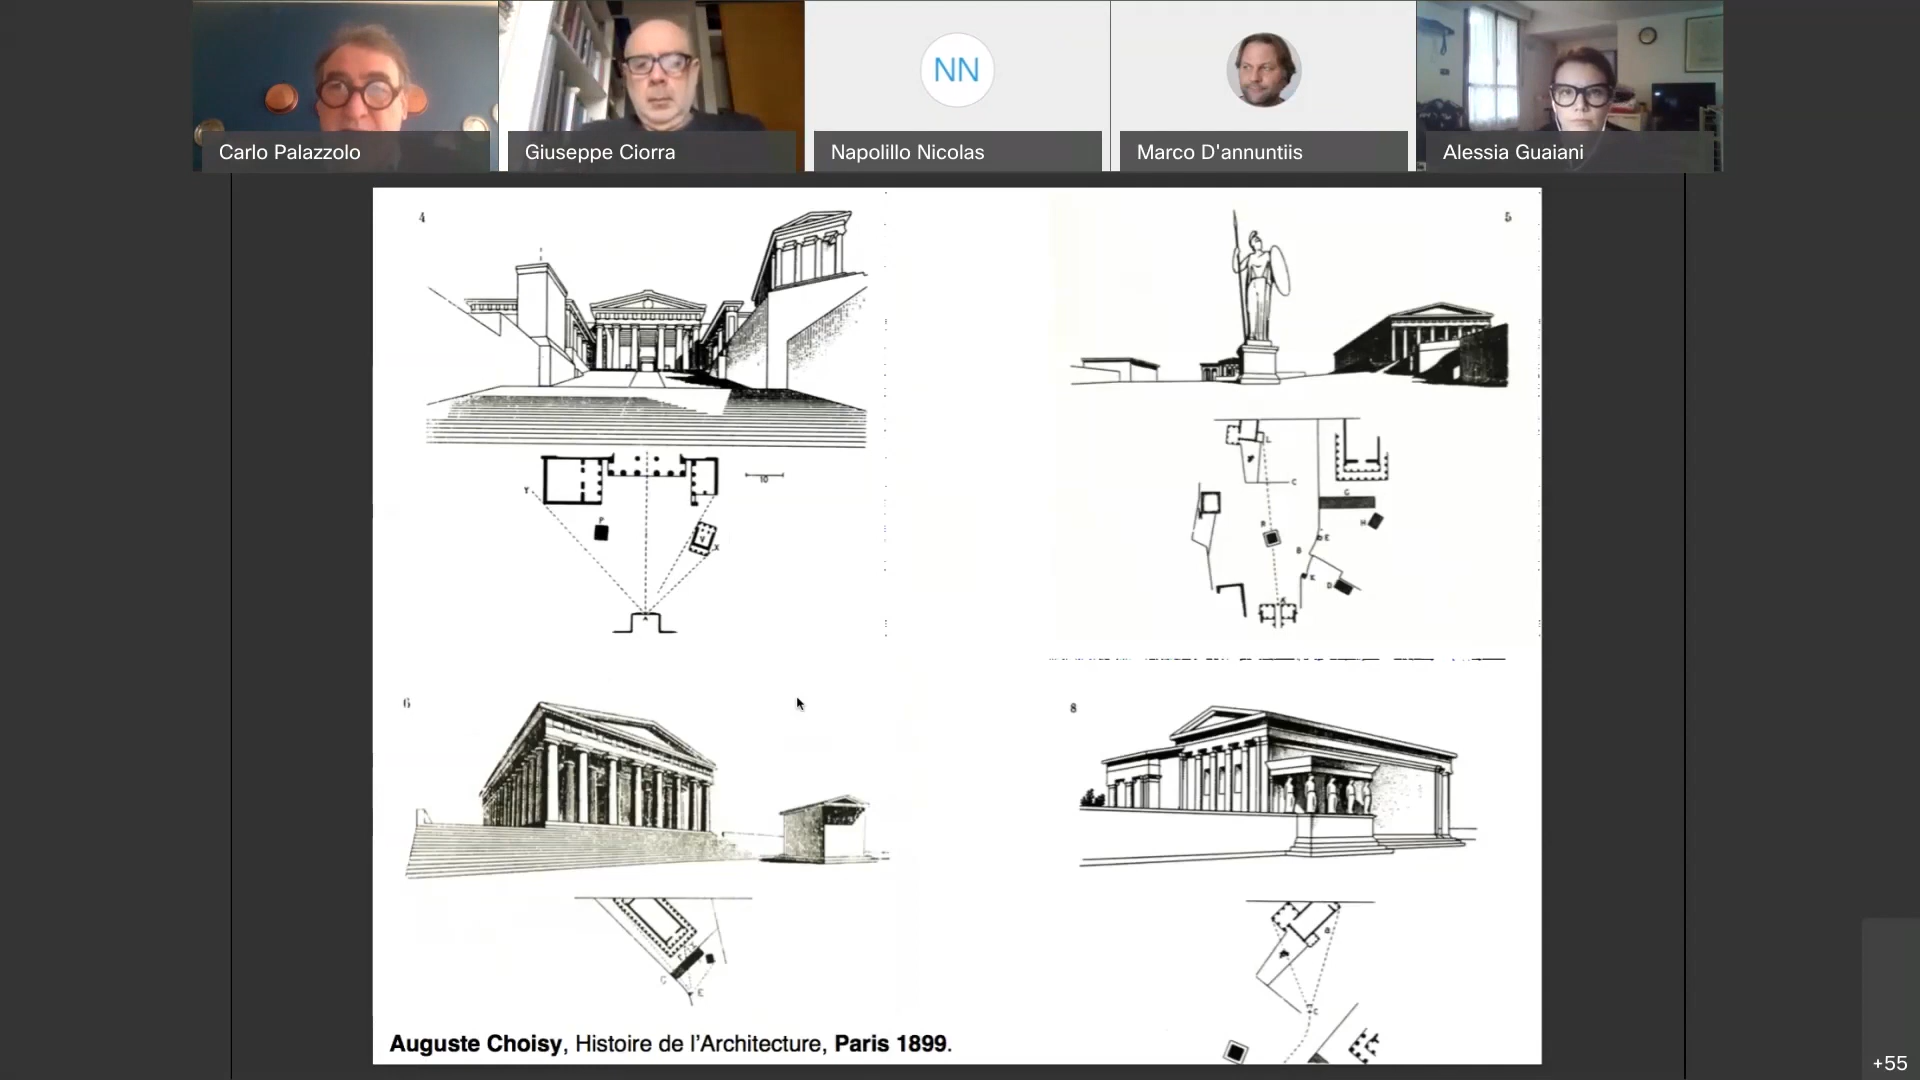 NN
Carlo Palazzolo
Giuseppe Ciorra
Napolillo Nicolas
Marco D'annuntiis
Alessia Guaiani
4
5
10
Y
P
X
A
L
C
G
H
R
E
B
K
D
6
8
G
E
a
C
Auguste Choisy, Histoire de l'Architecture, Paris 1899.
+55